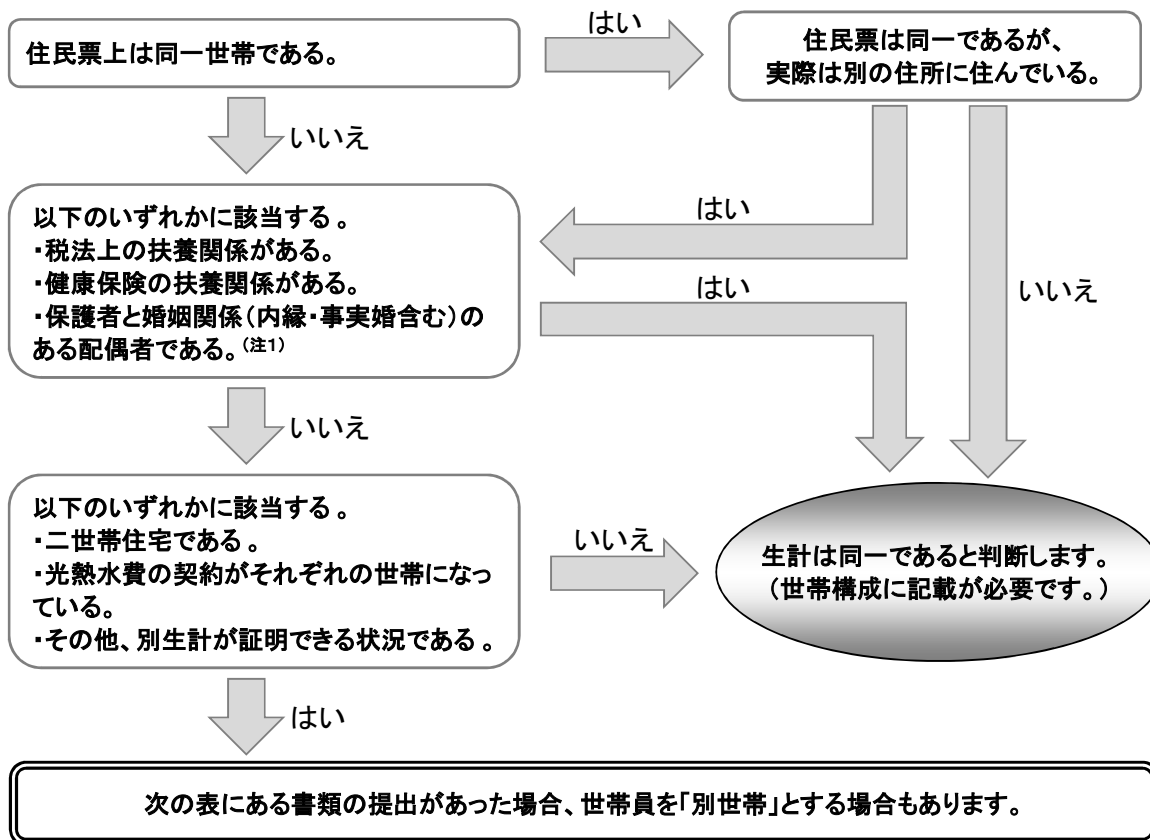 住民票上は同一世帯である。
はい
住民票は同一であるが、
実際は別の住所に住んでいる。
いいえ
以下のいずれかに該当する。
・税法上の扶養関係がある。
・健康保険の扶養関係がある。
・保護者と婚姻関係（内縁・事実婚含む）の
ある配偶者である。（注1）
はい
はい
いいえ
いいえ
以下のいずれかに該当する。
・二世帯住宅である。
・光熱水費の契約がそれぞれの世帯になっ
ている。
・その他、別生計が証明できる状況である。
いいえ
生計は同一であると判断します。
（世帯構成に記載が必要です。）
はい
次の表にある書類の提出があった場合、世帯員を「別世帯」とする場合もあります。